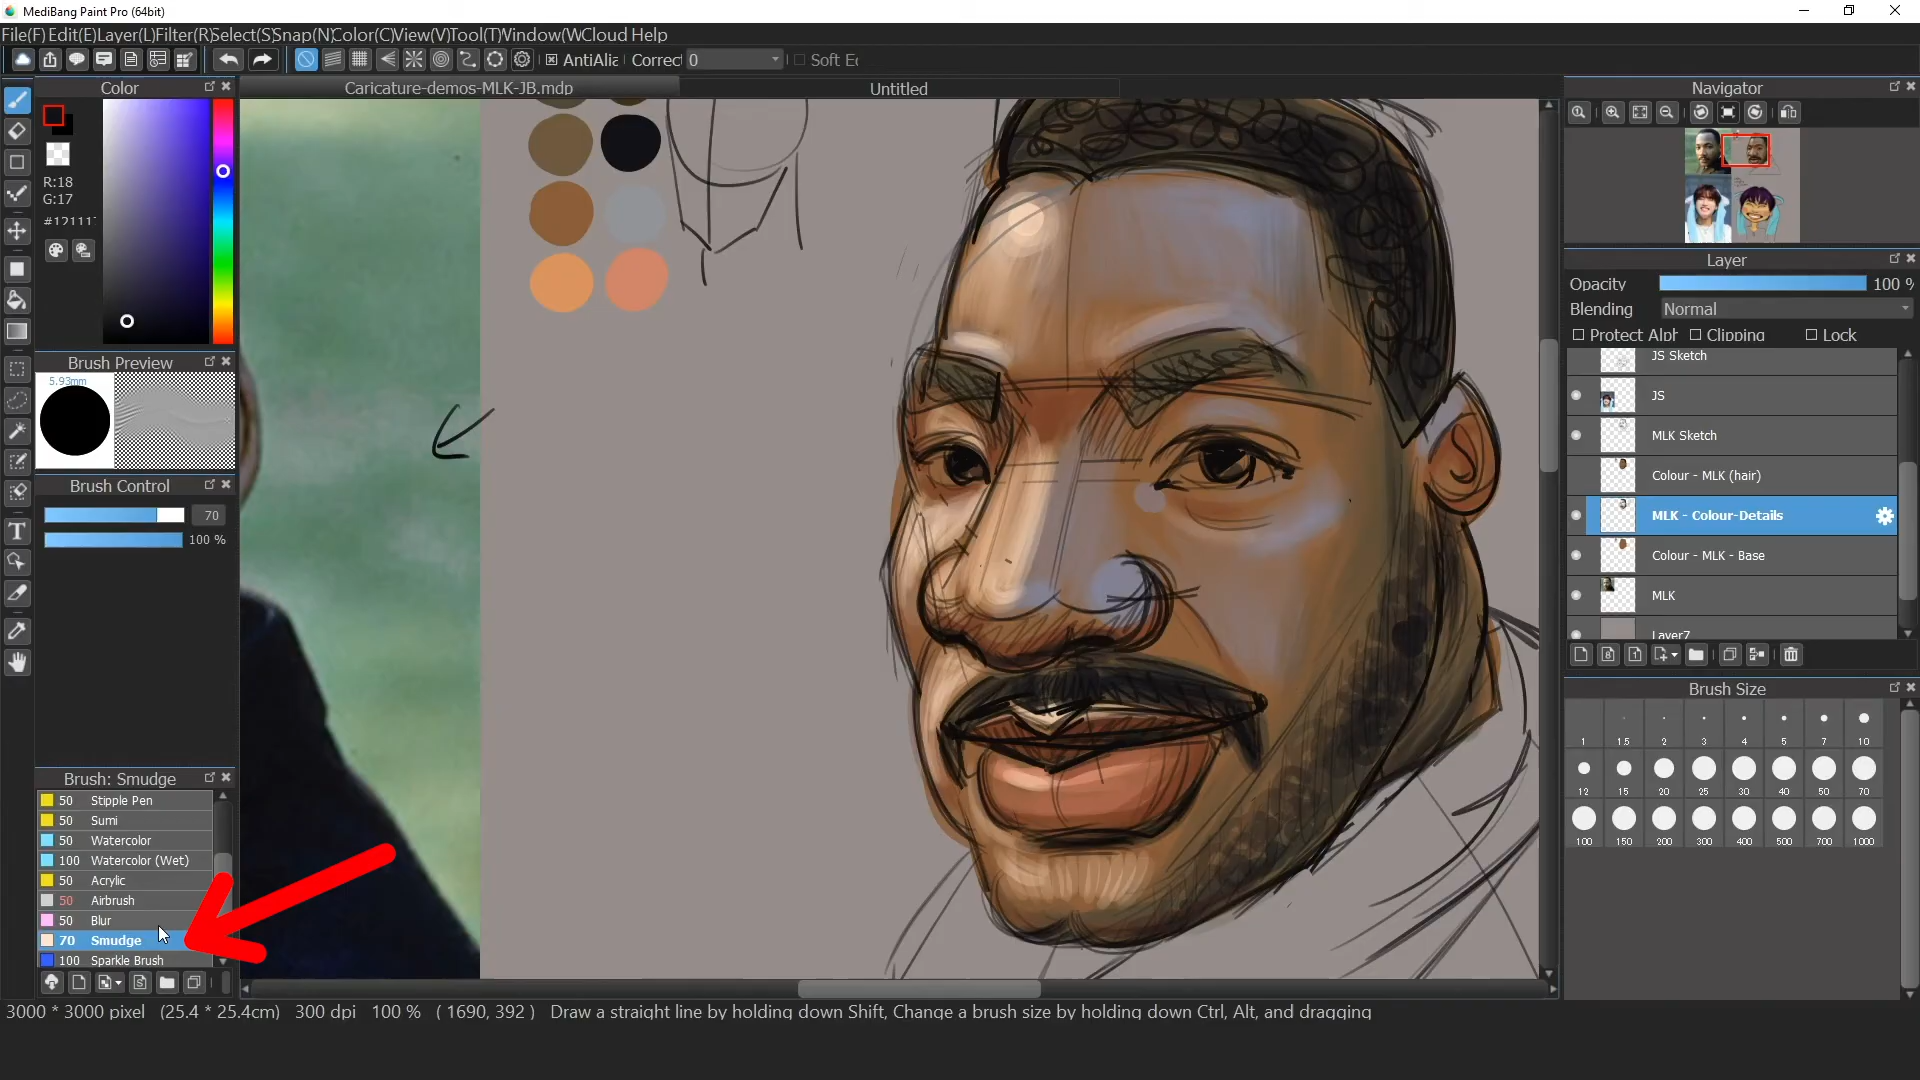 MediBang Paint Pro (64bit)
File(F) Edit(E) Layer(L) Filter(R) Select(S) Snap(N) Color(C) View(V) Tool(T) Window(W) Cloud Help
AntiAlia Correct 0 Soft Ec
Color
Caricature-demos-MLK-JB.mdp
Untitled
Navigator
R:18
G:17
#121117
Brush Preview
5.93mm
Brush Control
70
100 %
Layer
Opacity 100 %
Blending Normal
Protect Alph Clipping Lock
JS Sketch
JS
MLK Sketch
Colour - MLK (hair)
MLK - Colour-Details
Colour - MLK - Base
MLK
Layer7
Brush Size
1 1.5 2 3 4 5 7 10
12 15 20 25 30 40 50 70
100 150 200 300 400 500 700 1000
Brush: Smudge
50 Stipple Pen
50 Sumi
50 Watercolor
100 Watercolor (Wet)
50 Acrylic
50 Airbrush
50 Blur
70 Smudge
100 Sparkle Brush
3000 * 3000 pixel (25.4 * 25.4cm) 300 dpi 100 % ( 1690, 392 ) Draw a straight line by holding down Shift, Change a brush size by holding down Ctrl, Alt, and dragging